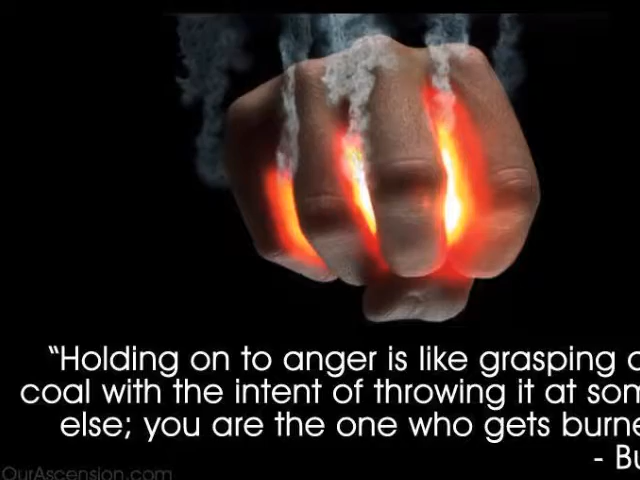 “Holding on to anger is like grasping
coal with the intent of throwing it at
else; you are the one who gets
-
OurAscension.com